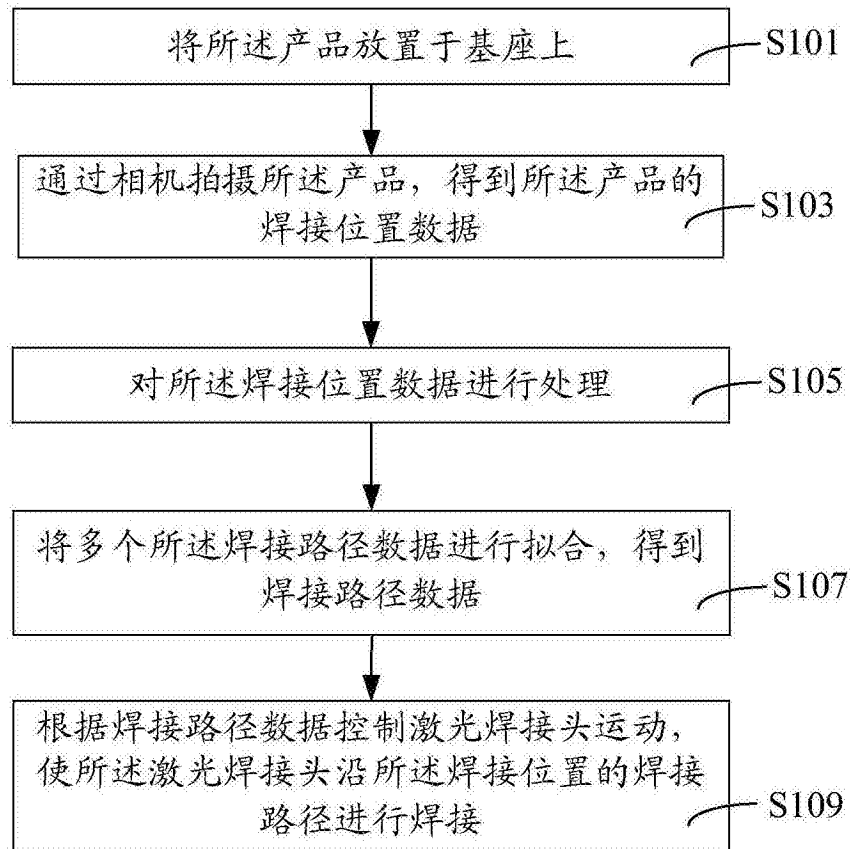 将所述产品放置于基座上
S101
通过相机拍摄所述产品，得到所述产品的
焊接位置数据
S103
对所述焊接位置数据进行处理
S105
将多个所述焊接路径数据进行拟合，得到
焊接路径数据
S107
根据焊接路径数据控制激光焊接头运动，
使所述激光焊接头沿所述焊接位置的焊接
路径进行焊接
S109